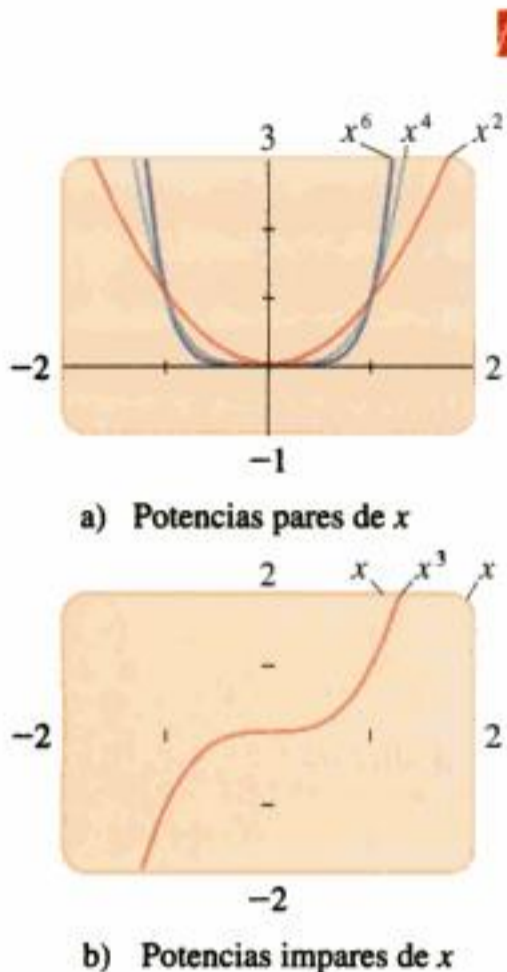 3
x⁶ x⁴ x²
−2 2
−1
a) Potencias pares de x
2 x x³ x
−2 2
−2
b) Potencias impares de x